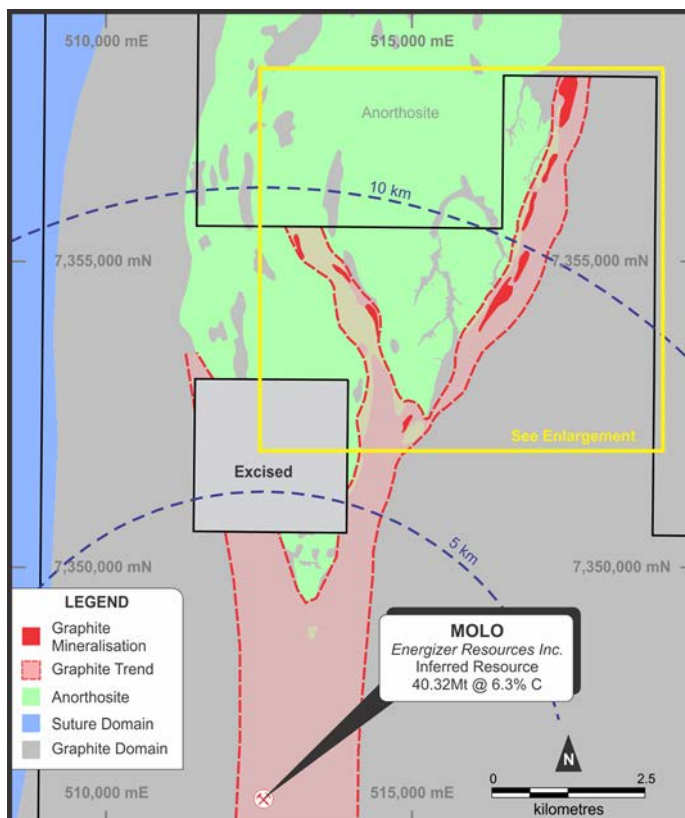 510,000 mE
515,000 mE
Anorthosite
10 km
7,355,000 mN
7,355,000 mN
See Enlargement
Excised
5 km
7,350,000 mN
7,350,000 mN
LEGEND
Graphite
Mineralisation
Graphite Trend
Anorthosite
Suture Domain
Graphite Domain
MOLO
Energizer Resources Inc.
Inferred Resource
40.32Mt @ 6.3% C
N
0
2.5
kilometres
510,000 mE
515,000 mE